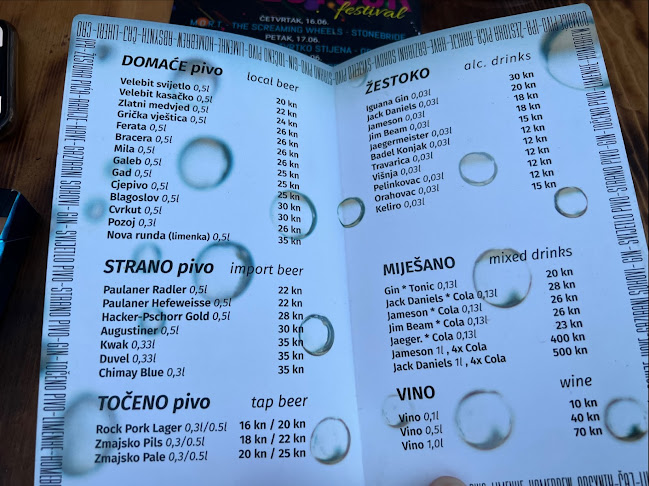 ČETVRTAK, 16.06.
M.O.R.T. - THE SCREAMING WHEELS - STONEBRIDE
PETAK, 17.06.
festival
DOMAĆE pivo local beer
Velebit svijetlo 0,5l 20 kn
Velebit kasačko 0,5l 22 kn
Zlatni medvjed 0,5l 24 kn
Grička vještica 0,5l 26 kn
Ferata 0,5l 26 kn
Bracera 0,5l 26 kn
Mila 0,5l 26 kn
Galeb 0,5l 26 kn
Gad 0,5l 25 kn
Cjepivo 0,5l 25 kn
Blagoslov 0,5l 30 kn
Cvrkut 0,5l 30 kn
Pozoj 0,3l 26 kn
Nova runda (limenka) 0,5l 35 kn
STRANO pivo import beer
Paulaner Radler 0,5l 22 kn
Paulaner Hefeweisse 0,5l 22 kn
Hacker-Pschorr Gold 0,5l 28 kn
Augustiner 0,5l 30 kn
Kwak 0,33l 35 kn
Duvel 0,33l 35 kn
Chimay Blue 0,3l 35 kn
TOČENO pivo tap beer
Rock Pork Lager 0,3l/0.5l 16 kn / 20 kn
Zmajsko Pils 0,3/0.5l 18 kn / 22 kn
Zmajsko Pale 0,3/0.5l 20 kn / 25 kn
ŽESTOKO alc. drinks
Iguana Gin 0,03l 30 kn
Jack Daniels 0,03l 20 kn
Jameson 0,03l 18 kn
Jim Beam 0,03l 18 kn
Jaegermeister 0,03l 15 kn
Badel Konjak 0,03l 12 kn
Travarica 0,03l 12 kn
Višnja 0,03l 12 kn
Pelinkovac 0,03l 12 kn
Orahovac 0,03l 12 kn
Keliro 0,03l 15 kn
MIJEŠANO mixed drinks
Gin * Tonic 0,13l 20 kn
Jack Daniels * Cola 0,13l 28 kn
Jameson * Cola 0,13l 26 kn
Jim Beam * Cola 0,13l 26 kn
Jaeger. * Cola 0,13l 23 kn
Jameson 1l , 4x Cola 400 kn
Jack Daniels 1l , 4x Cola 500 kn
VINO wine
Vino 0,1l 10 kn
Vino 0,5l 40 kn
Vino 1,0l 70 kn